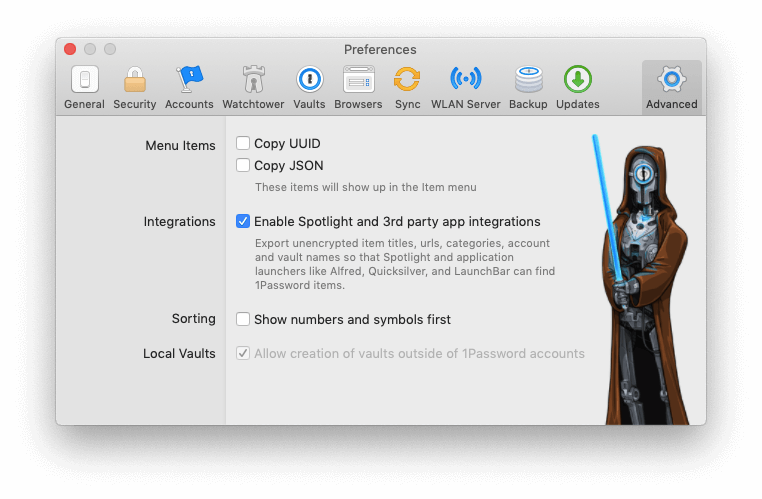 Preferences
General Security Accounts Watchtower Vaults Browsers Sync WLAN Server Backup Updates Advanced
Menu Items
Copy UUID
Copy JSON
These items will show up in the Item menu
Integrations
Enable Spotlight and 3rd party app integrations
Export unencrypted item titles, urls, categories, account
and vault names so that Spotlight and application
launchers like Alfred, Quicksilver, and LaunchBar can find
1Password items.
Sorting
Show numbers and symbols first
Local Vaults
Allow creation of vaults outside of 1Password accounts